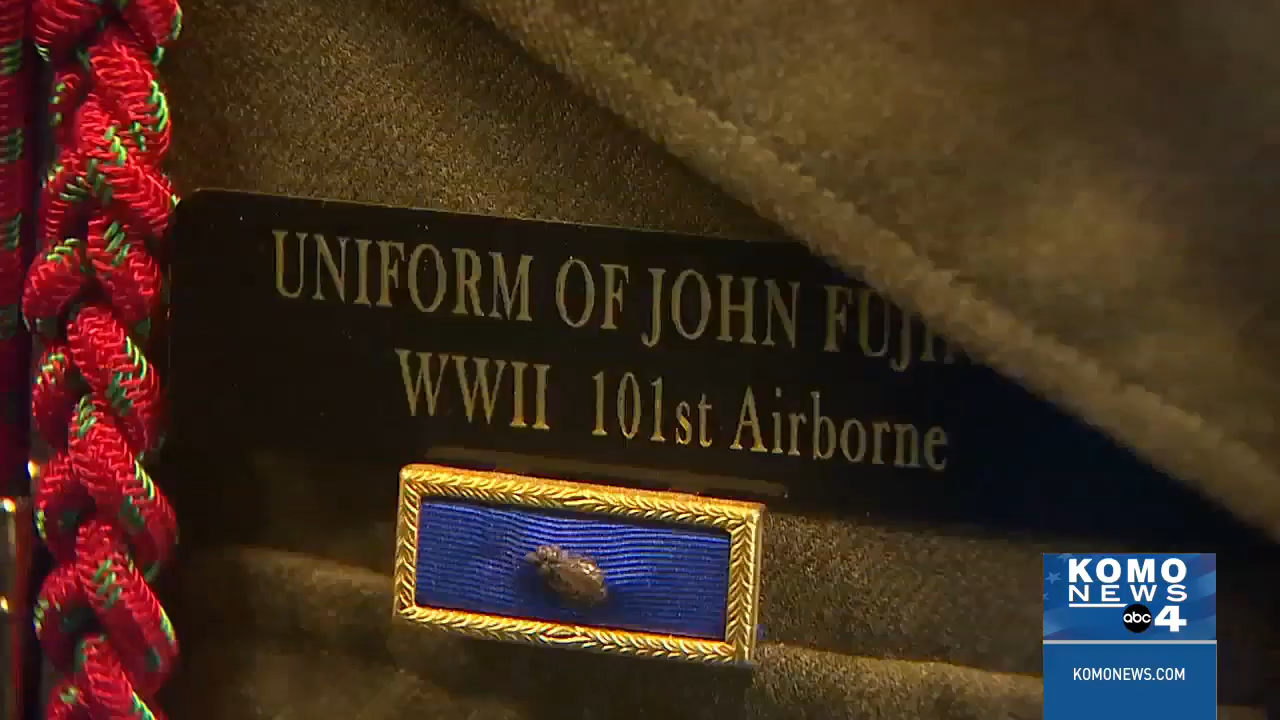 UNIFORM OF JOHN
WWII 101st Airborne
KOMO
NEWS
abc 4
KOMONEWS.COM